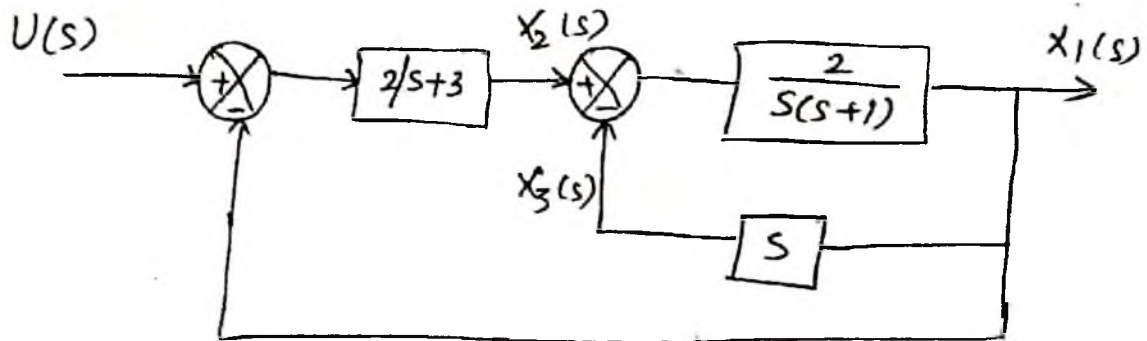 U(S)
X2(S)
X1(S)
+
-
2/S+3
+
-
2
S(S+1)
X3(S)
S